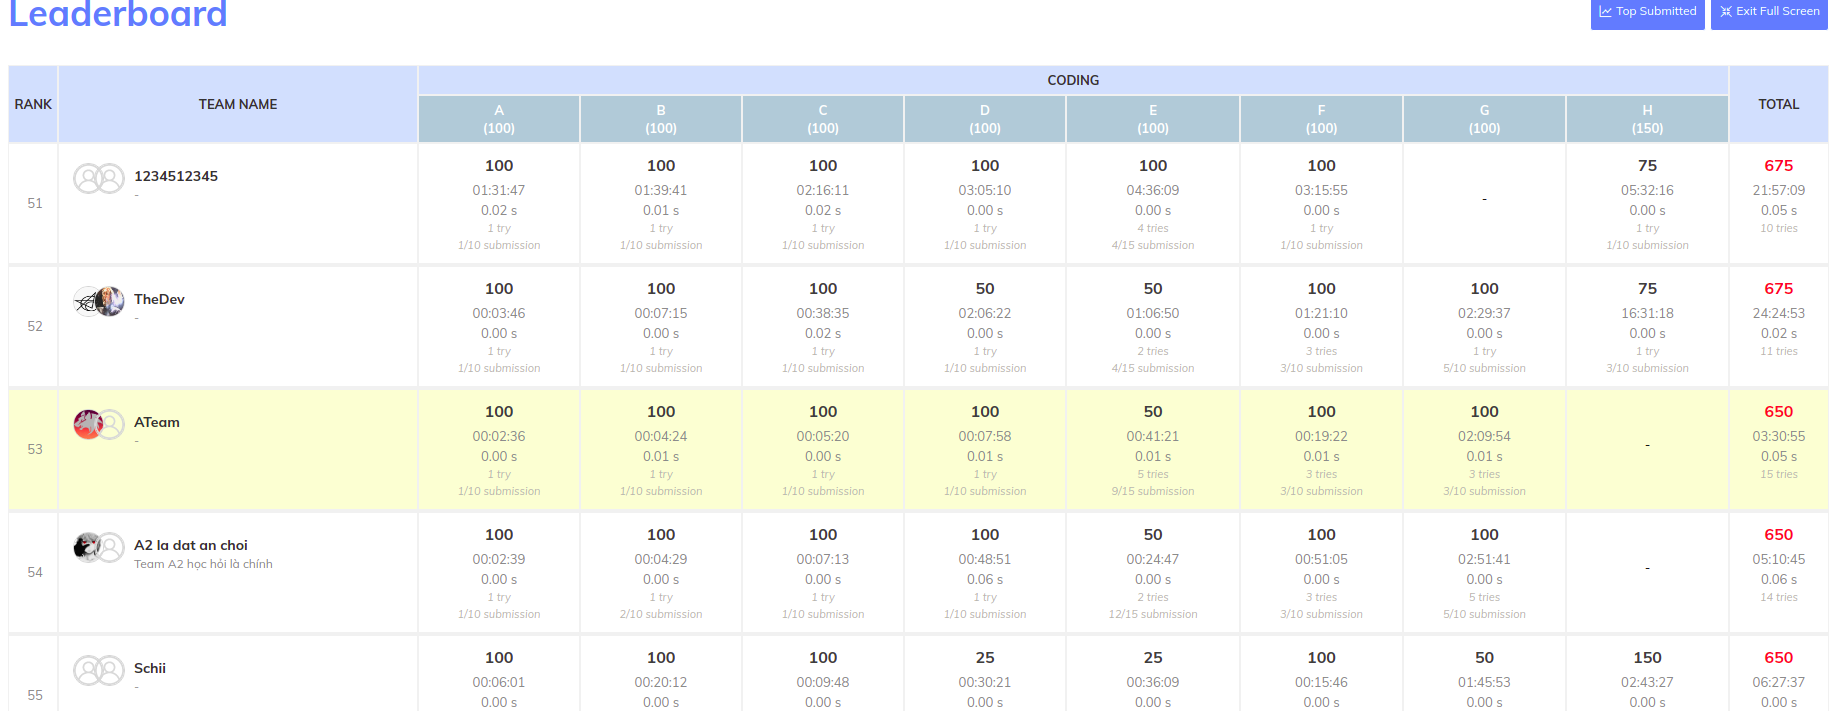 Leaderboard
Top Submitted
Exit Full Screen
RANK
TEAM NAME
CODING
TOTAL
A B C D E F G H
(100) (100) (100) (100) (100) (100) (100) (150)
51
1234512345
-
100 100 100 100 100 100 - 75 675
01:31:47 01:39:41 02:16:11 03:05:10 04:36:09 03:15:55 05:32:16 21:57:09
0.02 s 0.01 s 0.02 s 0.00 s 0.00 s 0.00 s 0.00 s 0.05 s
1 try 1 try 1 try 1 try 4 tries 1 try 1 try 10 tries
1/10 submission 1/10 submission 1/10 submission 1/10 submission 4/15 submission 1/10 submission 1/10 submission
52
TheDev
-
100 100 100 50 50 100 100 75 675
00:03:46 00:07:15 00:38:35 02:06:22 01:06:50 01:21:10 02:29:37 16:31:18 24:24:53
0.00 s 0.00 s 0.02 s 0.00 s 0.00 s 0.00 s 0.00 s 0.00 s 0.02 s
1 try 1 try 1 try 1 try 2 tries 3 tries 1 try 1 try 11 tries
1/10 submission 1/10 submission 1/10 submission 1/10 submission 4/15 submission 3/10 submission 5/10 submission 3/10 submission
53
ATeam
-
100 100 100 100 50 100 100 - 650
00:02:36 00:04:24 00:05:20 00:07:58 00:41:21 00:19:22 02:09:54 03:30:55
0.00 s 0.01 s 0.00 s 0.01 s 0.01 s 0.01 s 0.01 s 0.05 s
1 try 1 try 1 try 1 try 5 tries 3 tries 3 tries 15 tries
1/10 submission 1/10 submission 1/10 submission 1/10 submission 9/15 submission 3/10 submission 3/10 submission
54
A2 la dat an choi
Team A2 học hỏi là chính
100 100 100 100 50 100 100 - 650
00:02:39 00:04:29 00:07:13 00:48:51 00:24:47 00:51:05 02:51:41 05:10:45
0.00 s 0.00 s 0.00 s 0.06 s 0.00 s 0.00 s 0.00 s 0.06 s
1 try 1 try 1 try 1 try 2 tries 3 tries 5 tries 14 tries
1/10 submission 2/10 submission 1/10 submission 1/10 submission 12/15 submission 3/10 submission 5/10 submission
55
Schii
-
100 100 100 25 25 100 50 150 650
00:06:01 00:20:12 00:09:48 00:30:21 00:36:09 00:15:46 01:45:53 02:43:27 06:27:37
0.00 s 0.00 s 0.00 s 0.00 s 0.00 s 0.00 s 0.00 s 0.00 s 0.00 s